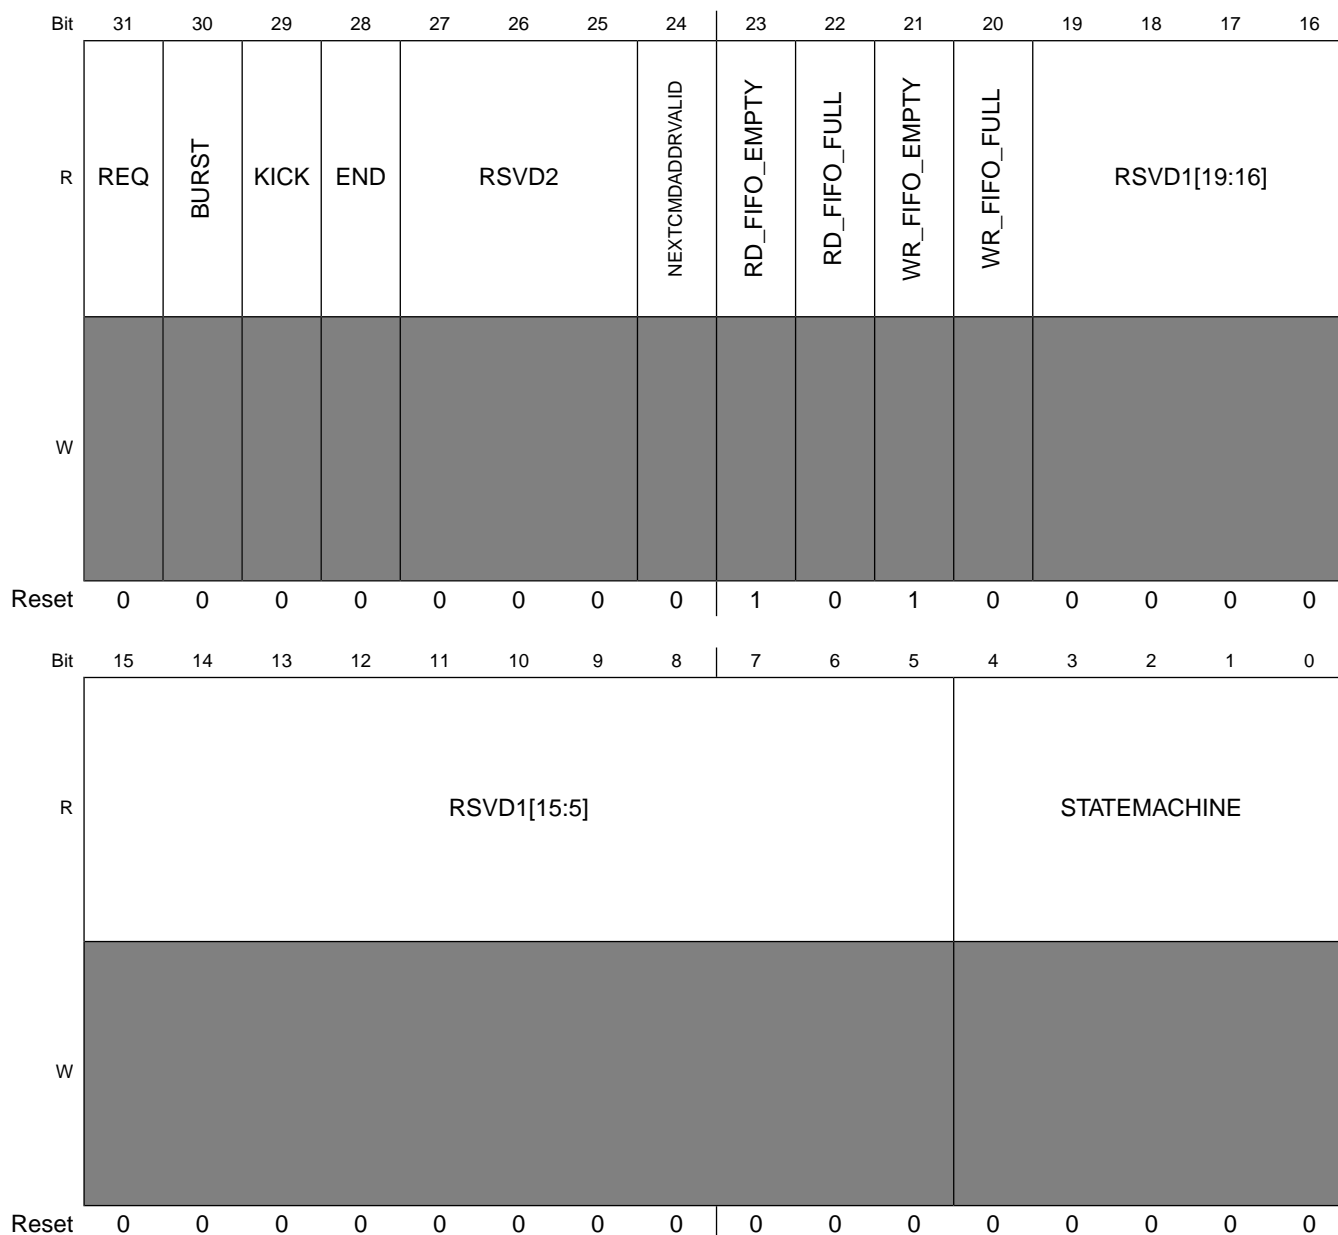 Bit 31 30 29 28 27 26 25 24 23 22 21 20 19 18 17 16
R REQ BURST KICK END RSVD2 NEXTCMDADDRVALID RD_FIFO_EMPTY RD_FIFO_FULL WR_FIFO_EMPTY WR_FIFO_FULL RSVD1[19:16]
W
Reset 0 0 0 0 0 0 0 0 1 0 1 0 0 0 0 0
Bit 15 14 13 12 11 10 9 8 7 6 5 4 3 2 1 0
R RSVD1[15:5] STATEMACHINE
W
Reset 0 0 0 0 0 0 0 0 0 0 0 0 0 0 0 0